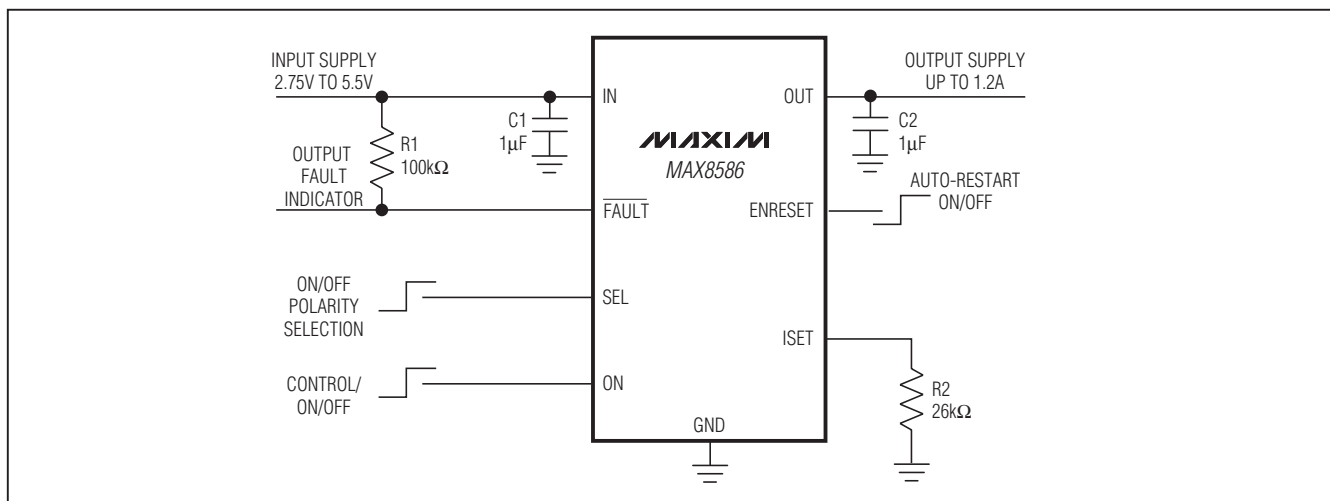 INPUT SUPPLY
2.75V TO 5.5V
OUTPUT SUPPLY
UP TO 1.2A
IN
OUT
C1
1μF
C2
1μF
MAXIM
MAX8586
R1
100kΩ
OUTPUT
FAULT
INDICATOR
AUTO-RESTART
ON/OFF
FAULT
ENRESET
ON/OFF
POLARITY
SELECTION
SEL
ISET
CONTROL/
ON/OFF
ON
R2
26kΩ
GND